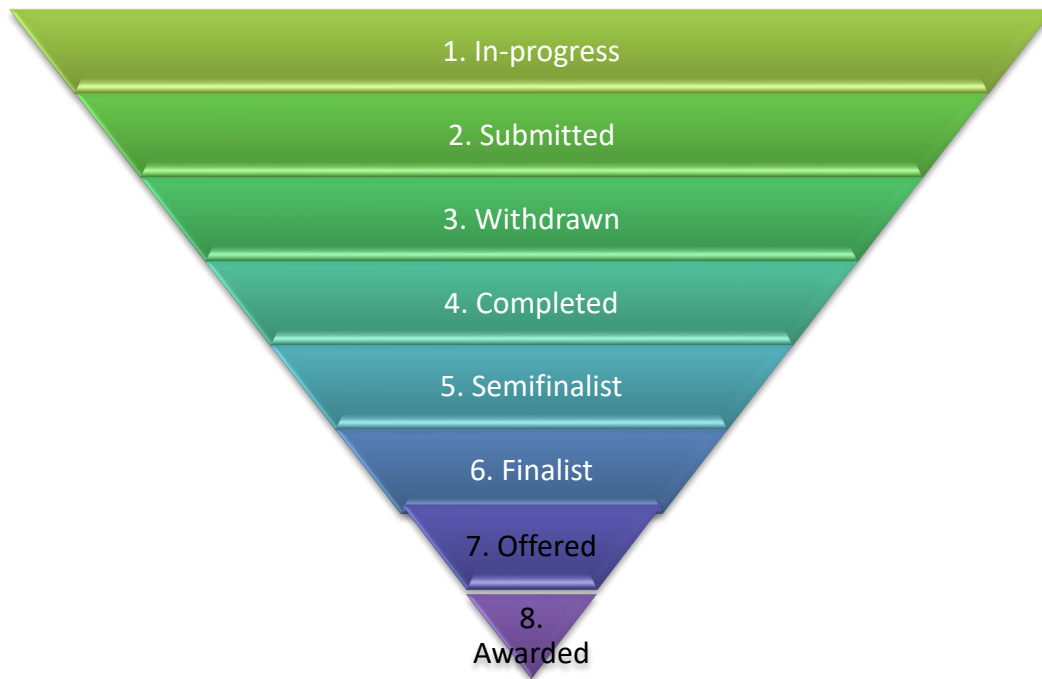 1. In-progress
2. Submitted
3. Withdrawn
4. Completed
5. Semifinalist
6. Finalist
7. Offered
8.
Awarded